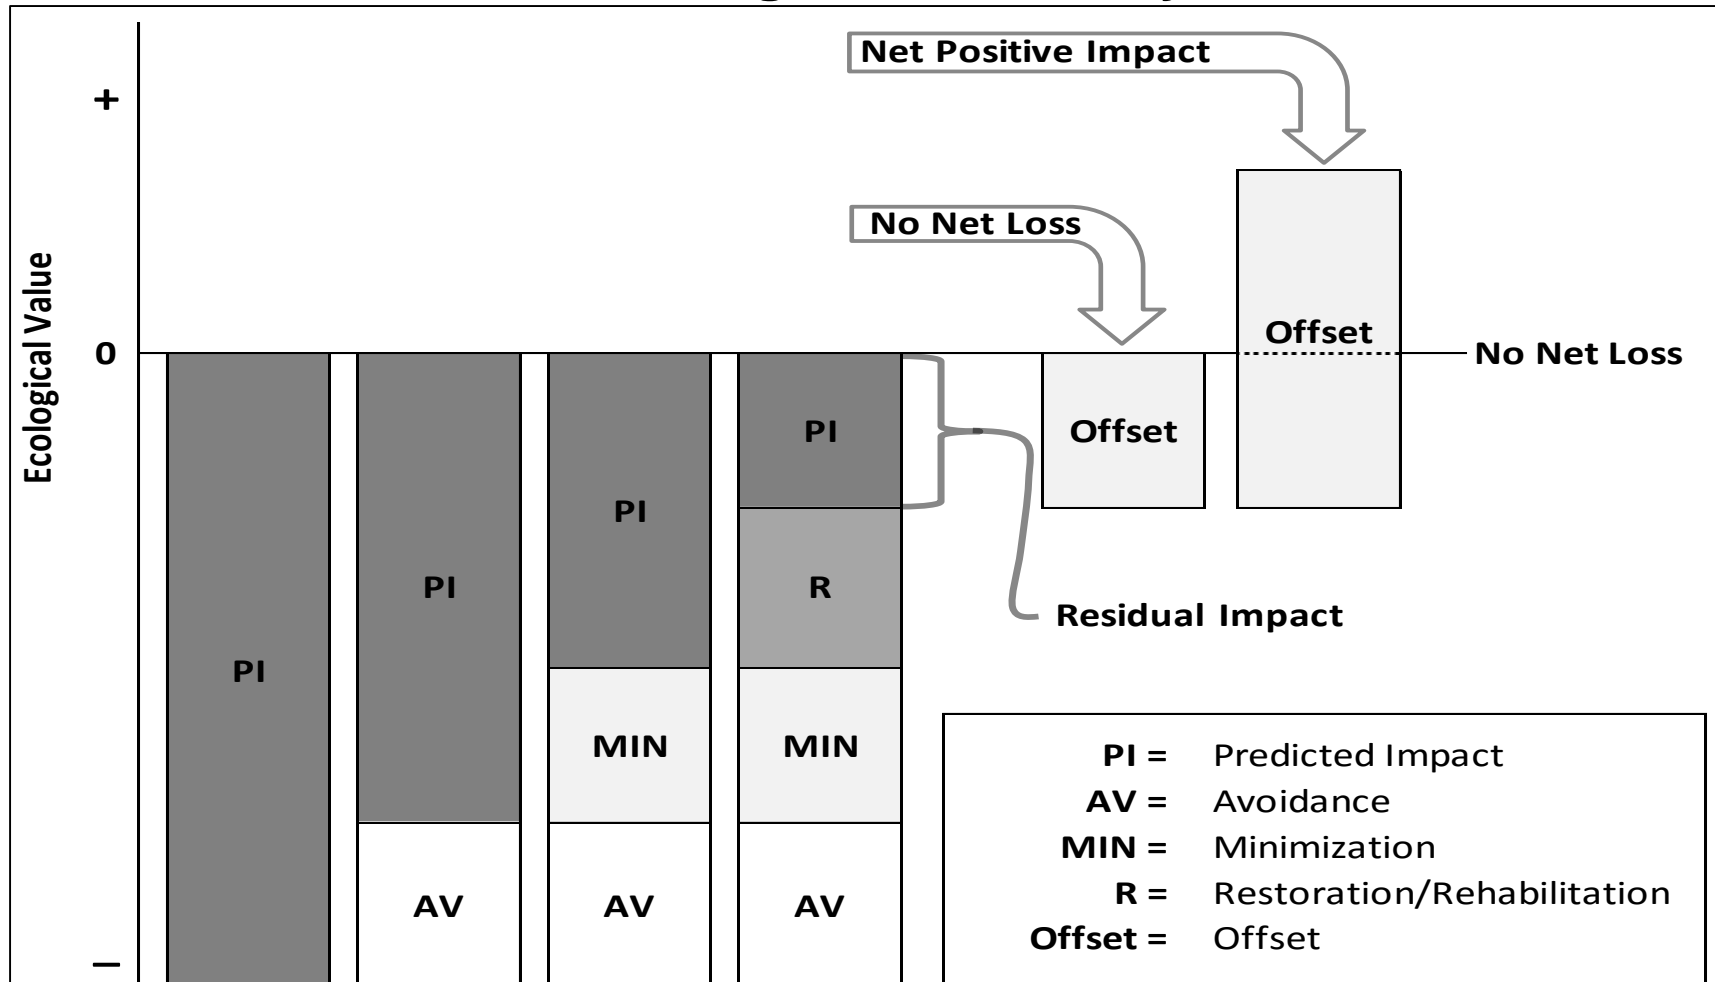 Net Positive Impact
+
No Net Loss
Ecological Value
Offset
0
No Net Loss
PI
Offset
PI
PI
R
Residual Impact
PI
MIN
MIN
PI = Predicted Impact
AV = Avoidance
MIN = Minimization
R = Restoration/Rehabilitation
Offset = Offset
AV
AV
AV
–